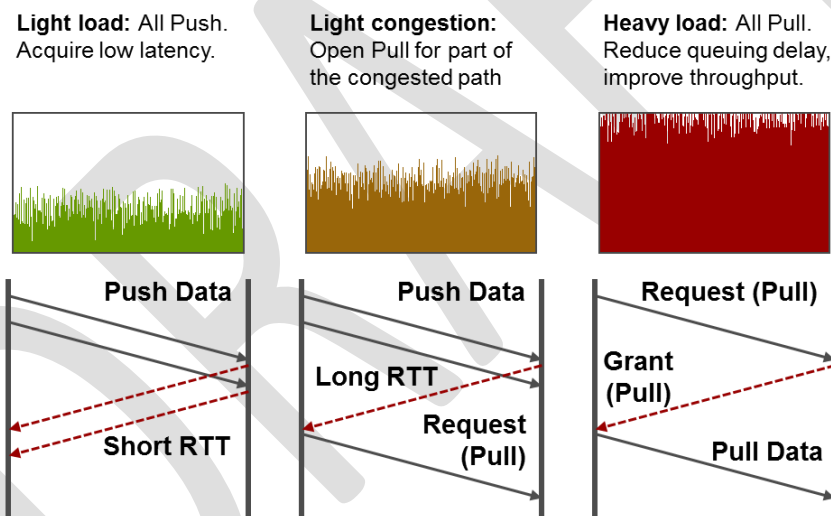 Light load: All Push.
Acquire low latency.
Light congestion:
Open Pull for part of
the congested path
Heavy load: All Pull.
Reduce queuing delay,
improve throughput.
Push Data
Short RTT
Push Data
Long RTT
Request
(Pull)
Request (Pull)
Grant
(Pull)
Pull Data